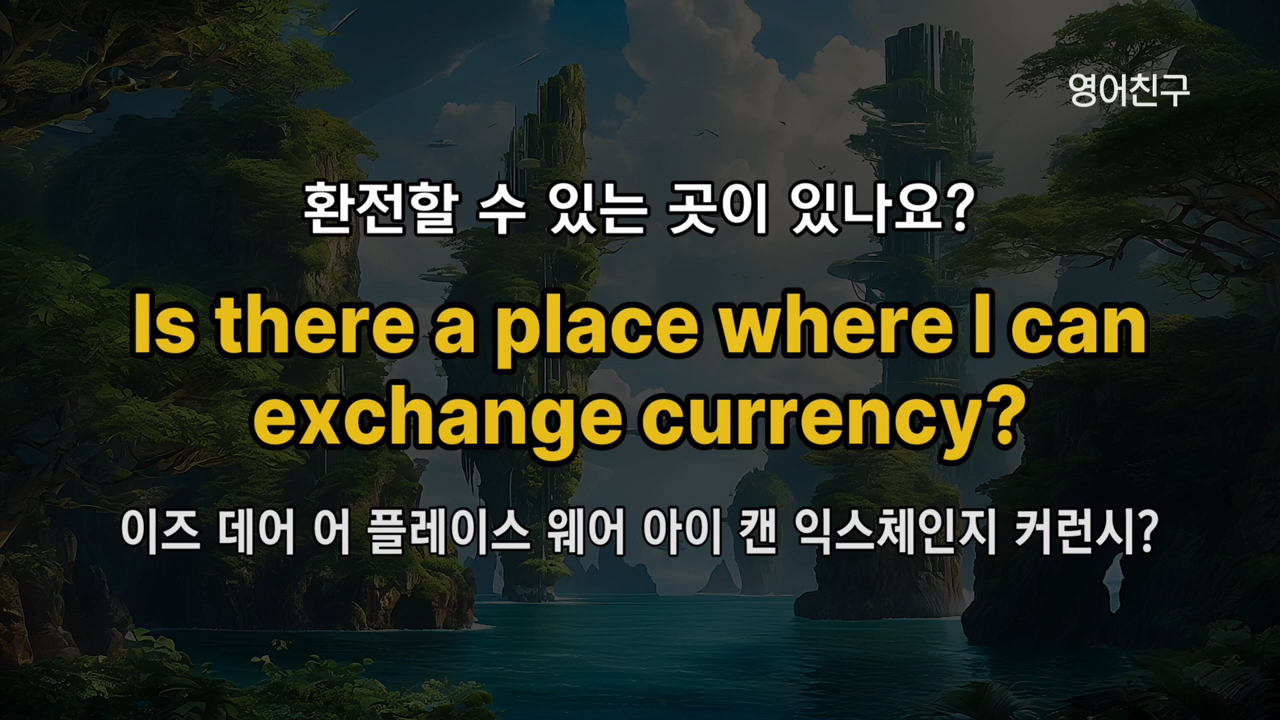 영어친구
환전할 수 있는 곳이 있나요?
Is there a place where I can
exchange currency?
이즈 데어 어 플레이스 웨어 아이 캔 익스체인지 커런시?